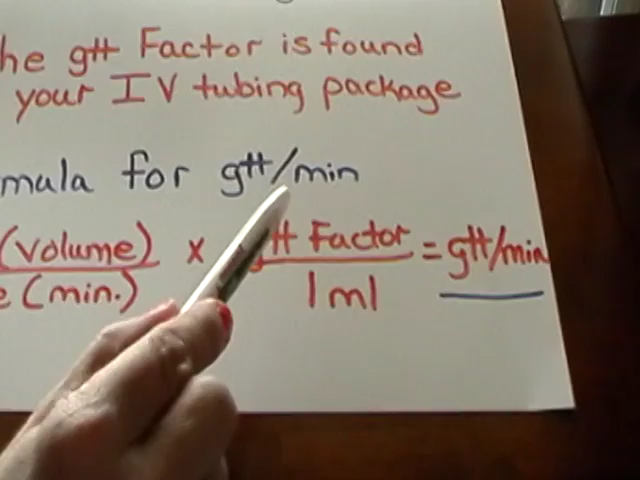 he gtt Factor is found
your IV tubing package
mula for gtt/min
(volume) x gtt Factor = gtt/min
e (min.) 1 ml